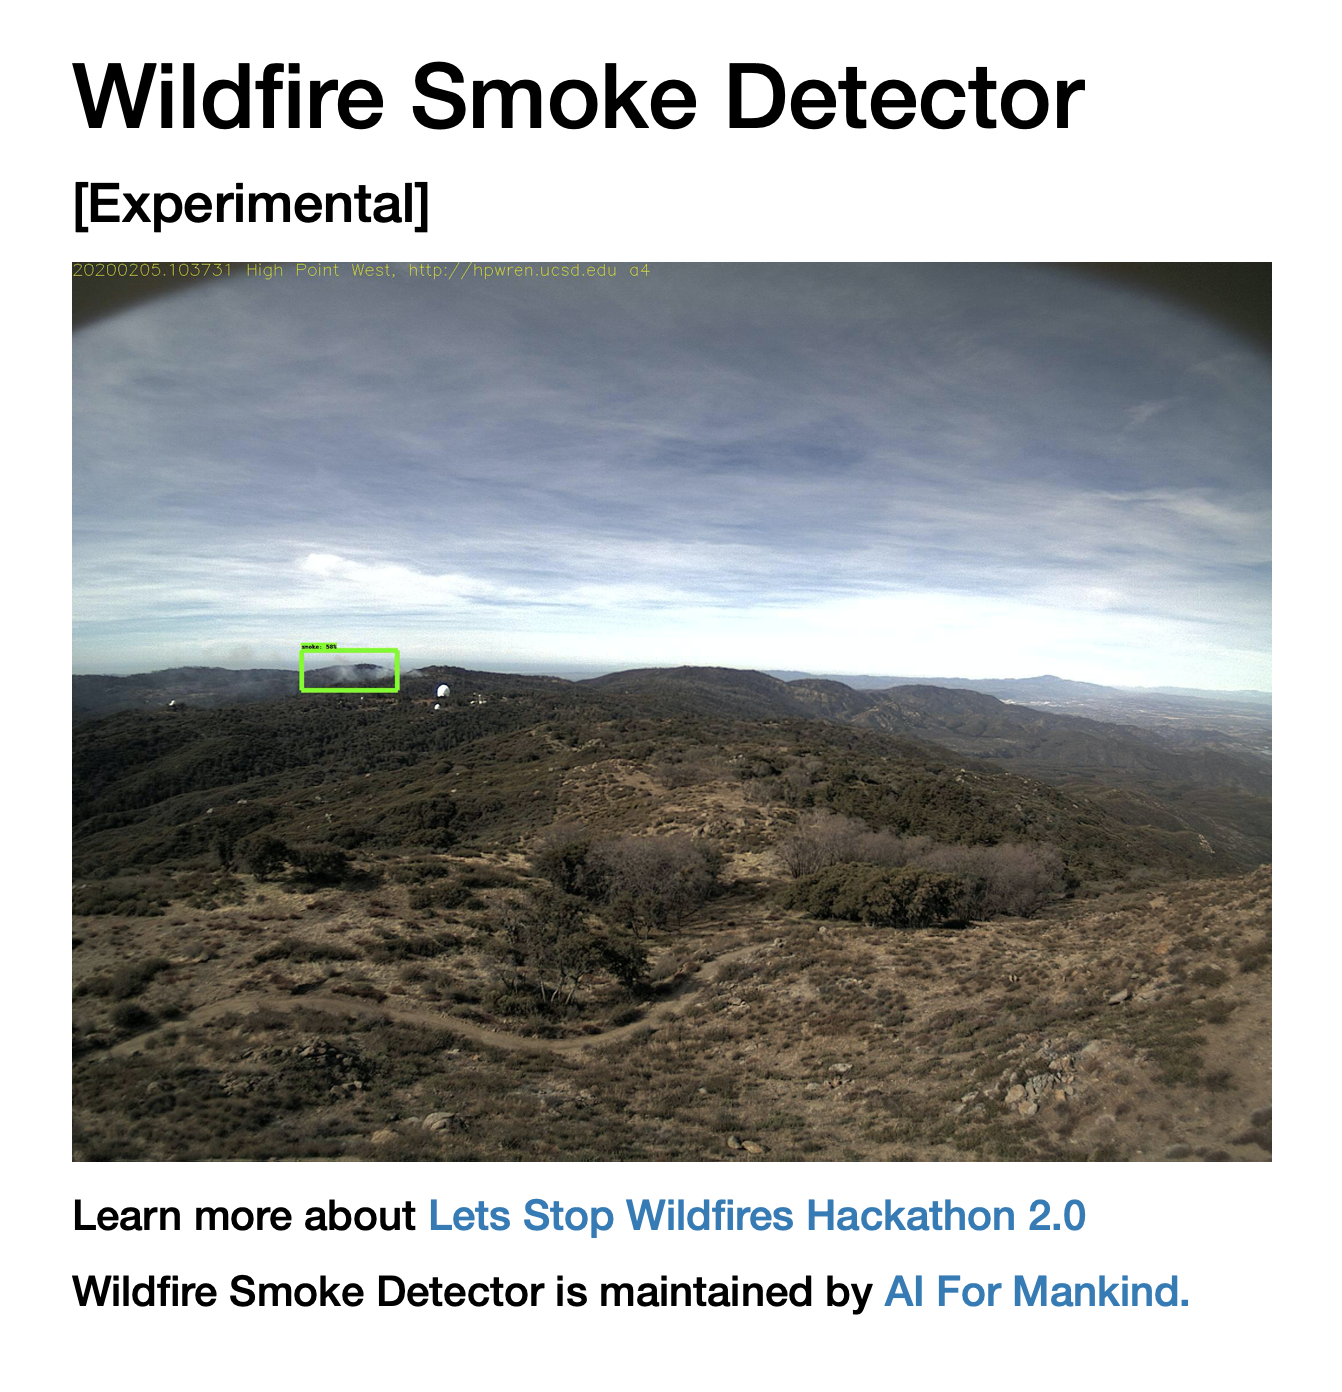 Wildfire Smoke Detector
[Experimental]
20200205.103731 High Point West, http://hpwren.ucsd.edu a4
smoke: 50%
Learn more about Lets Stop Wildfires Hackathon 2.0
Wildfire Smoke Detector is maintained by AI For Mankind.